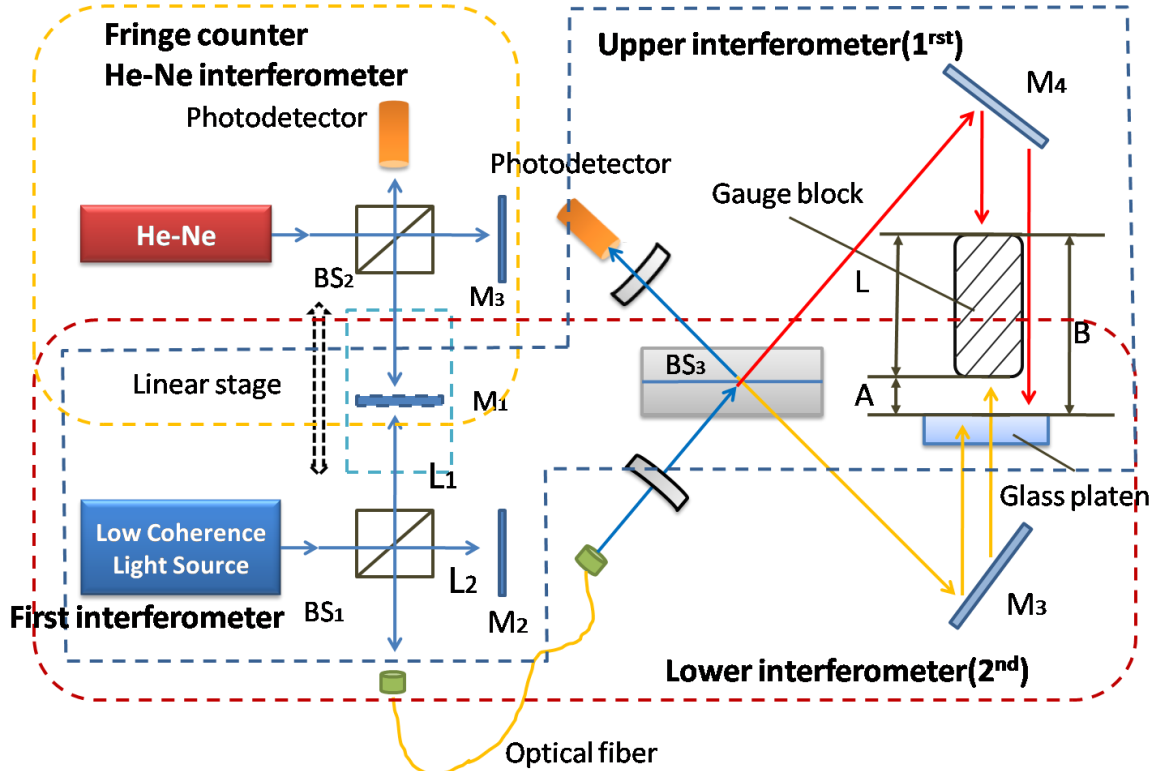 Fringe counter
He-Ne interferometer
Photodetector
He-Ne
BS2
M3
Linear stage
M1
L1
Low Coherence
Light Source
First interferometer
BS1
L2
M2
Optical fiber
Upper interferometer(1rst)
M4
Photodetector
Gauge block
L
B
BS3
A
Glass platen
M3
Lower interferometer(2nd)